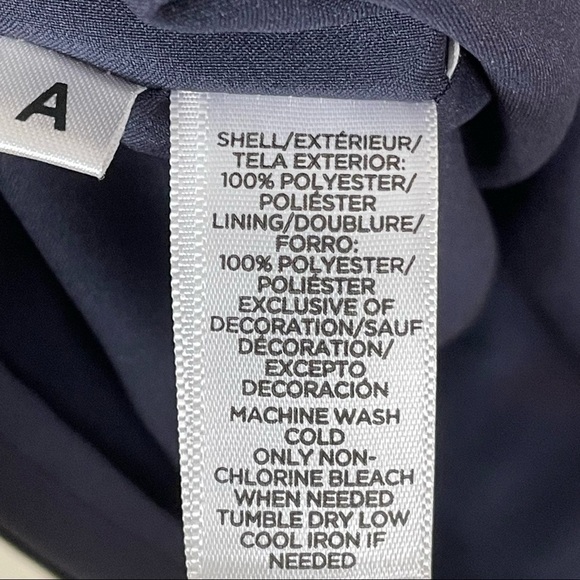 A
SHELL/EXTÉRIEUR/
TELA EXTERIOR:
100% POLYESTER/
POLIÉSTER
LINING/DOUBLURE/
FORRO:
100% POLYESTER/
POLIÉSTER
EXCLUSIVE OF
DECORATION/SAUF
DÉCORATION/
EXCEPTO
DECORACIÓN
MACHINE WASH
COLD
ONLY NON-
CHLORINE BLEACH
WHEN NEEDED
TUMBLE DRY LOW
COOL IRON IF
NEEDED